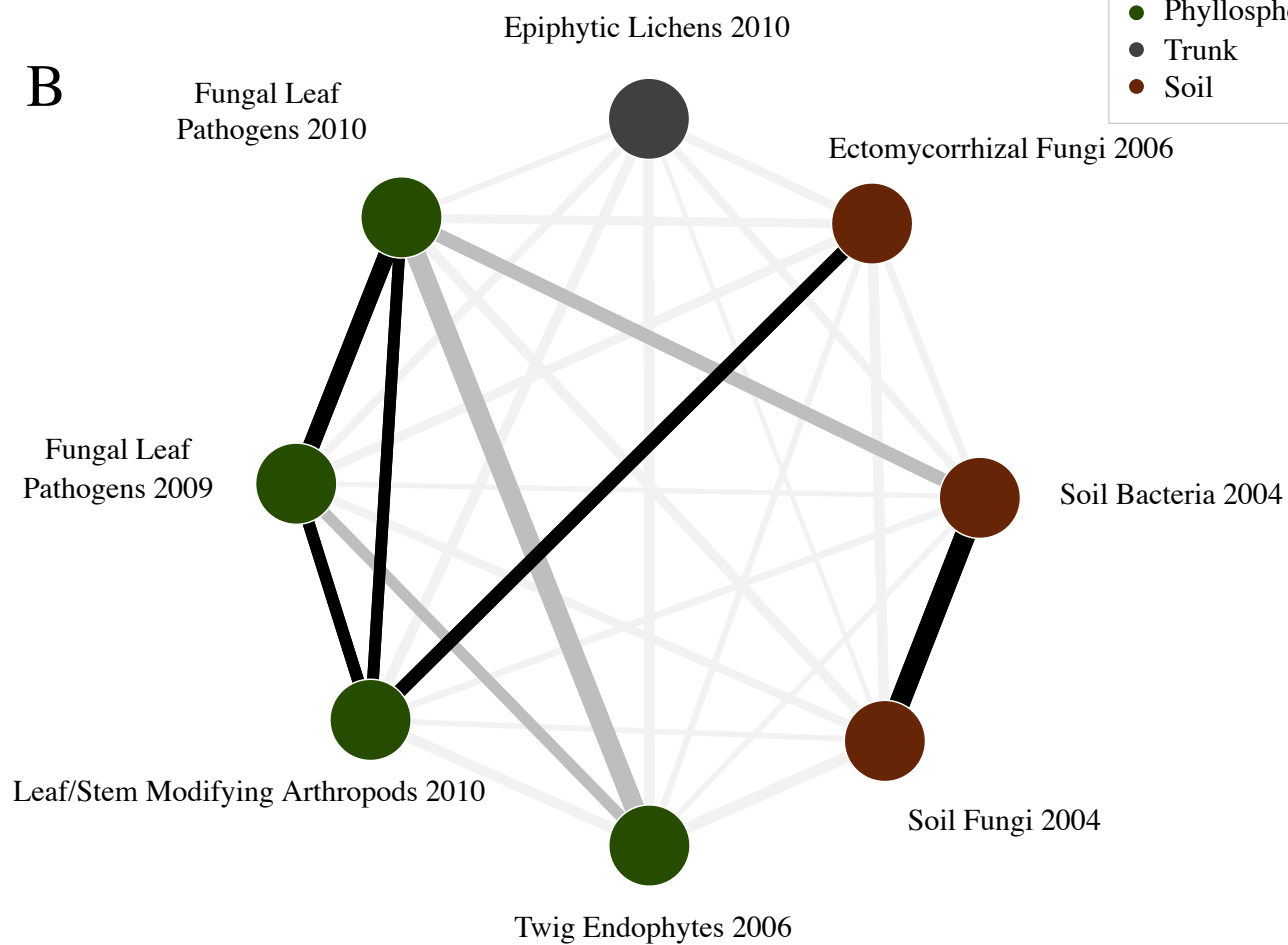 Epiphytic Lichens 2010
Trunk
Soil
B
Fungal Leaf
Pathogens 2010
Ectomycorrhizal Fungi 2006
Fungal Leaf
Pathogens 2009
Soil Bacteria 2004
Leaf/Stem Modifying Arthropods 2010
Soil Fungi 2004
Twig Endophytes 2006